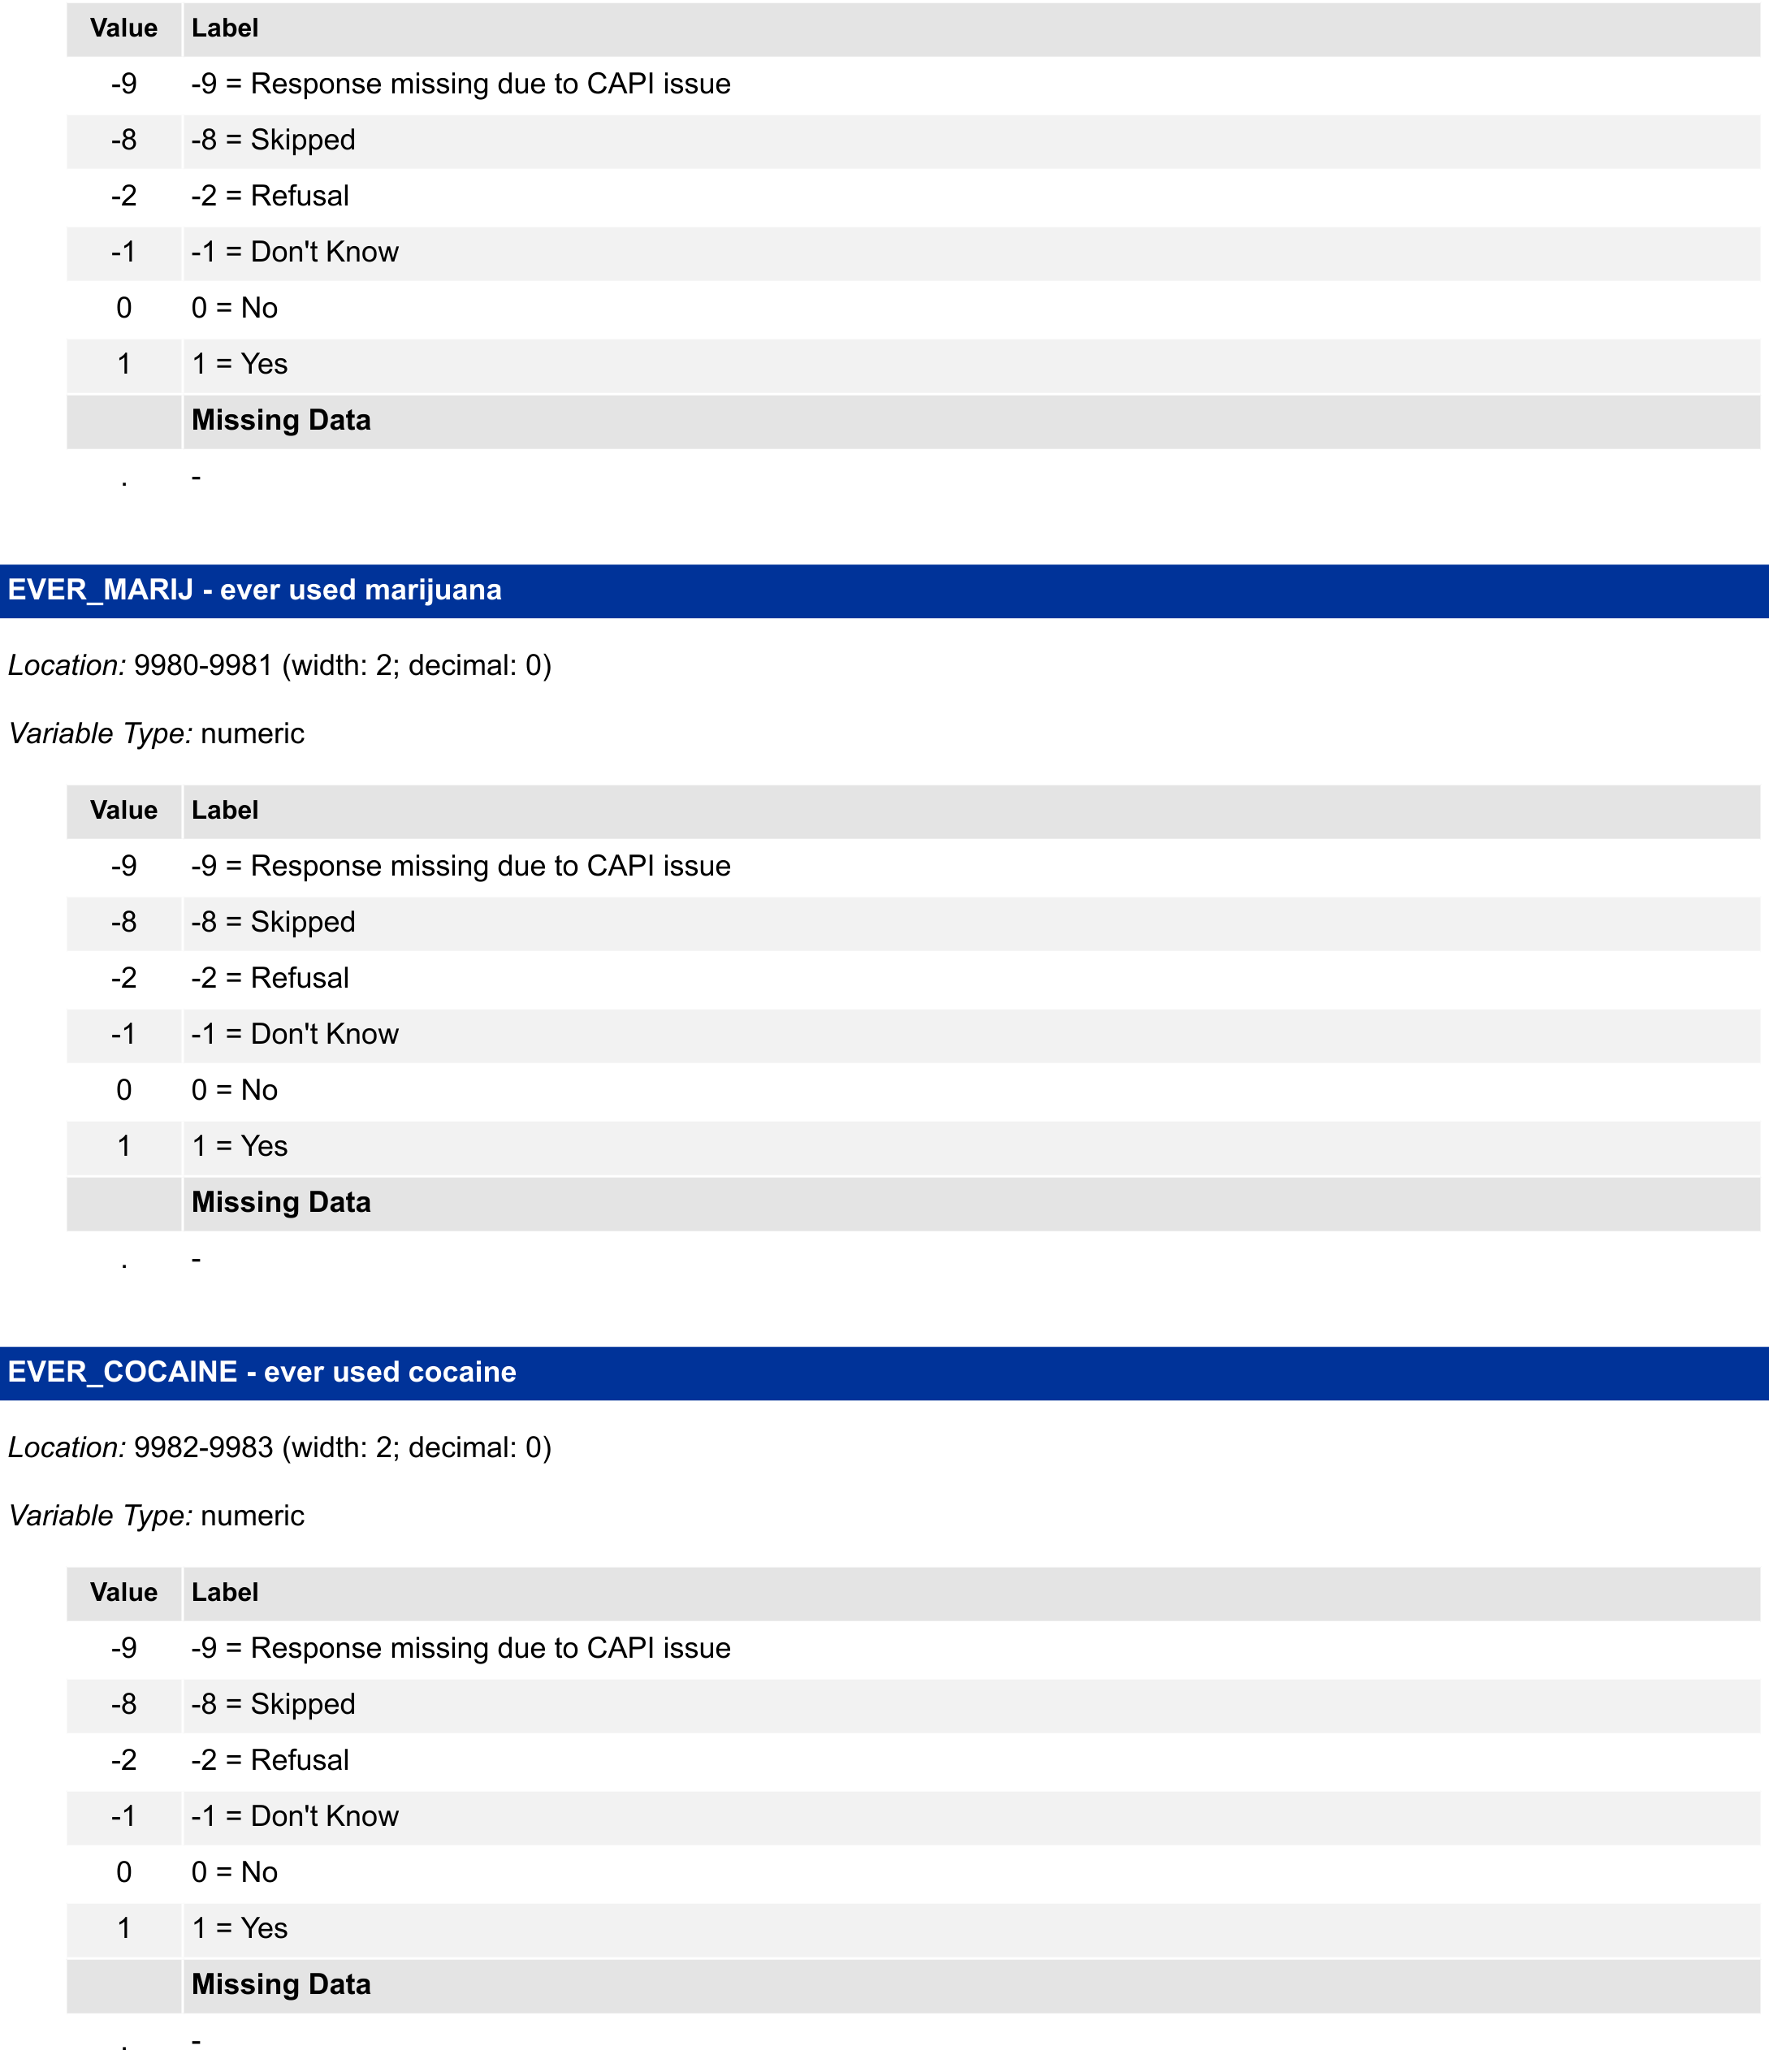 Value Label
-9 -9 = Response missing due to CAPI issue
-8 -8 = Skipped
-2 -2 = Refusal
-1 -1 = Don't Know
0 0 = No
1 1 = Yes
Missing Data
. -
EVER_MARIJ - ever used marijuana
Location: 9980-9981 (width: 2; decimal: 0)
Variable Type: numeric
Value Label
-9 -9 = Response missing due to CAPI issue
-8 -8 = Skipped
-2 -2 = Refusal
-1 -1 = Don't Know
0 0 = No
1 1 = Yes
Missing Data
. -
EVER_COCAINE - ever used cocaine
Location: 9982-9983 (width: 2; decimal: 0)
Variable Type: numeric
Value Label
-9 -9 = Response missing due to CAPI issue
-8 -8 = Skipped
-2 -2 = Refusal
-1 -1 = Don't Know
0 0 = No
1 1 = Yes
Missing Data
. -